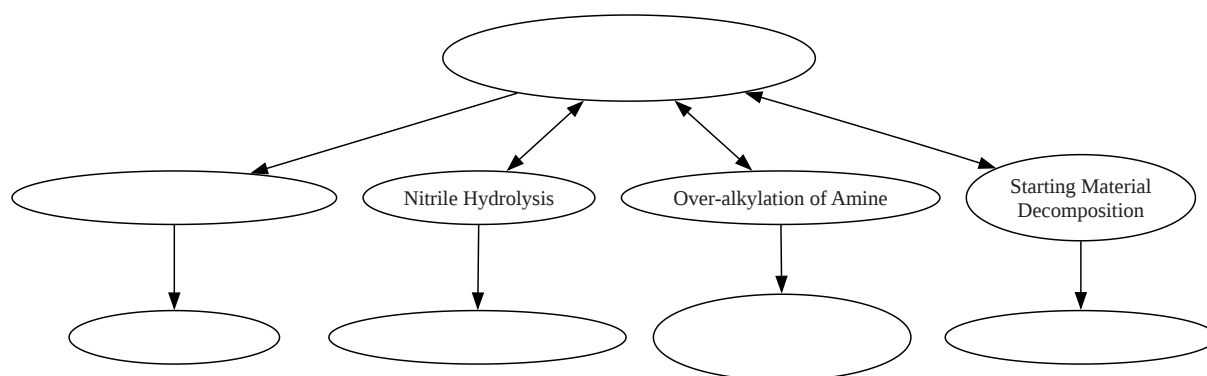 Nitrile Hydrolysis
Over-alkylation of Amine
Starting Material
Decomposition